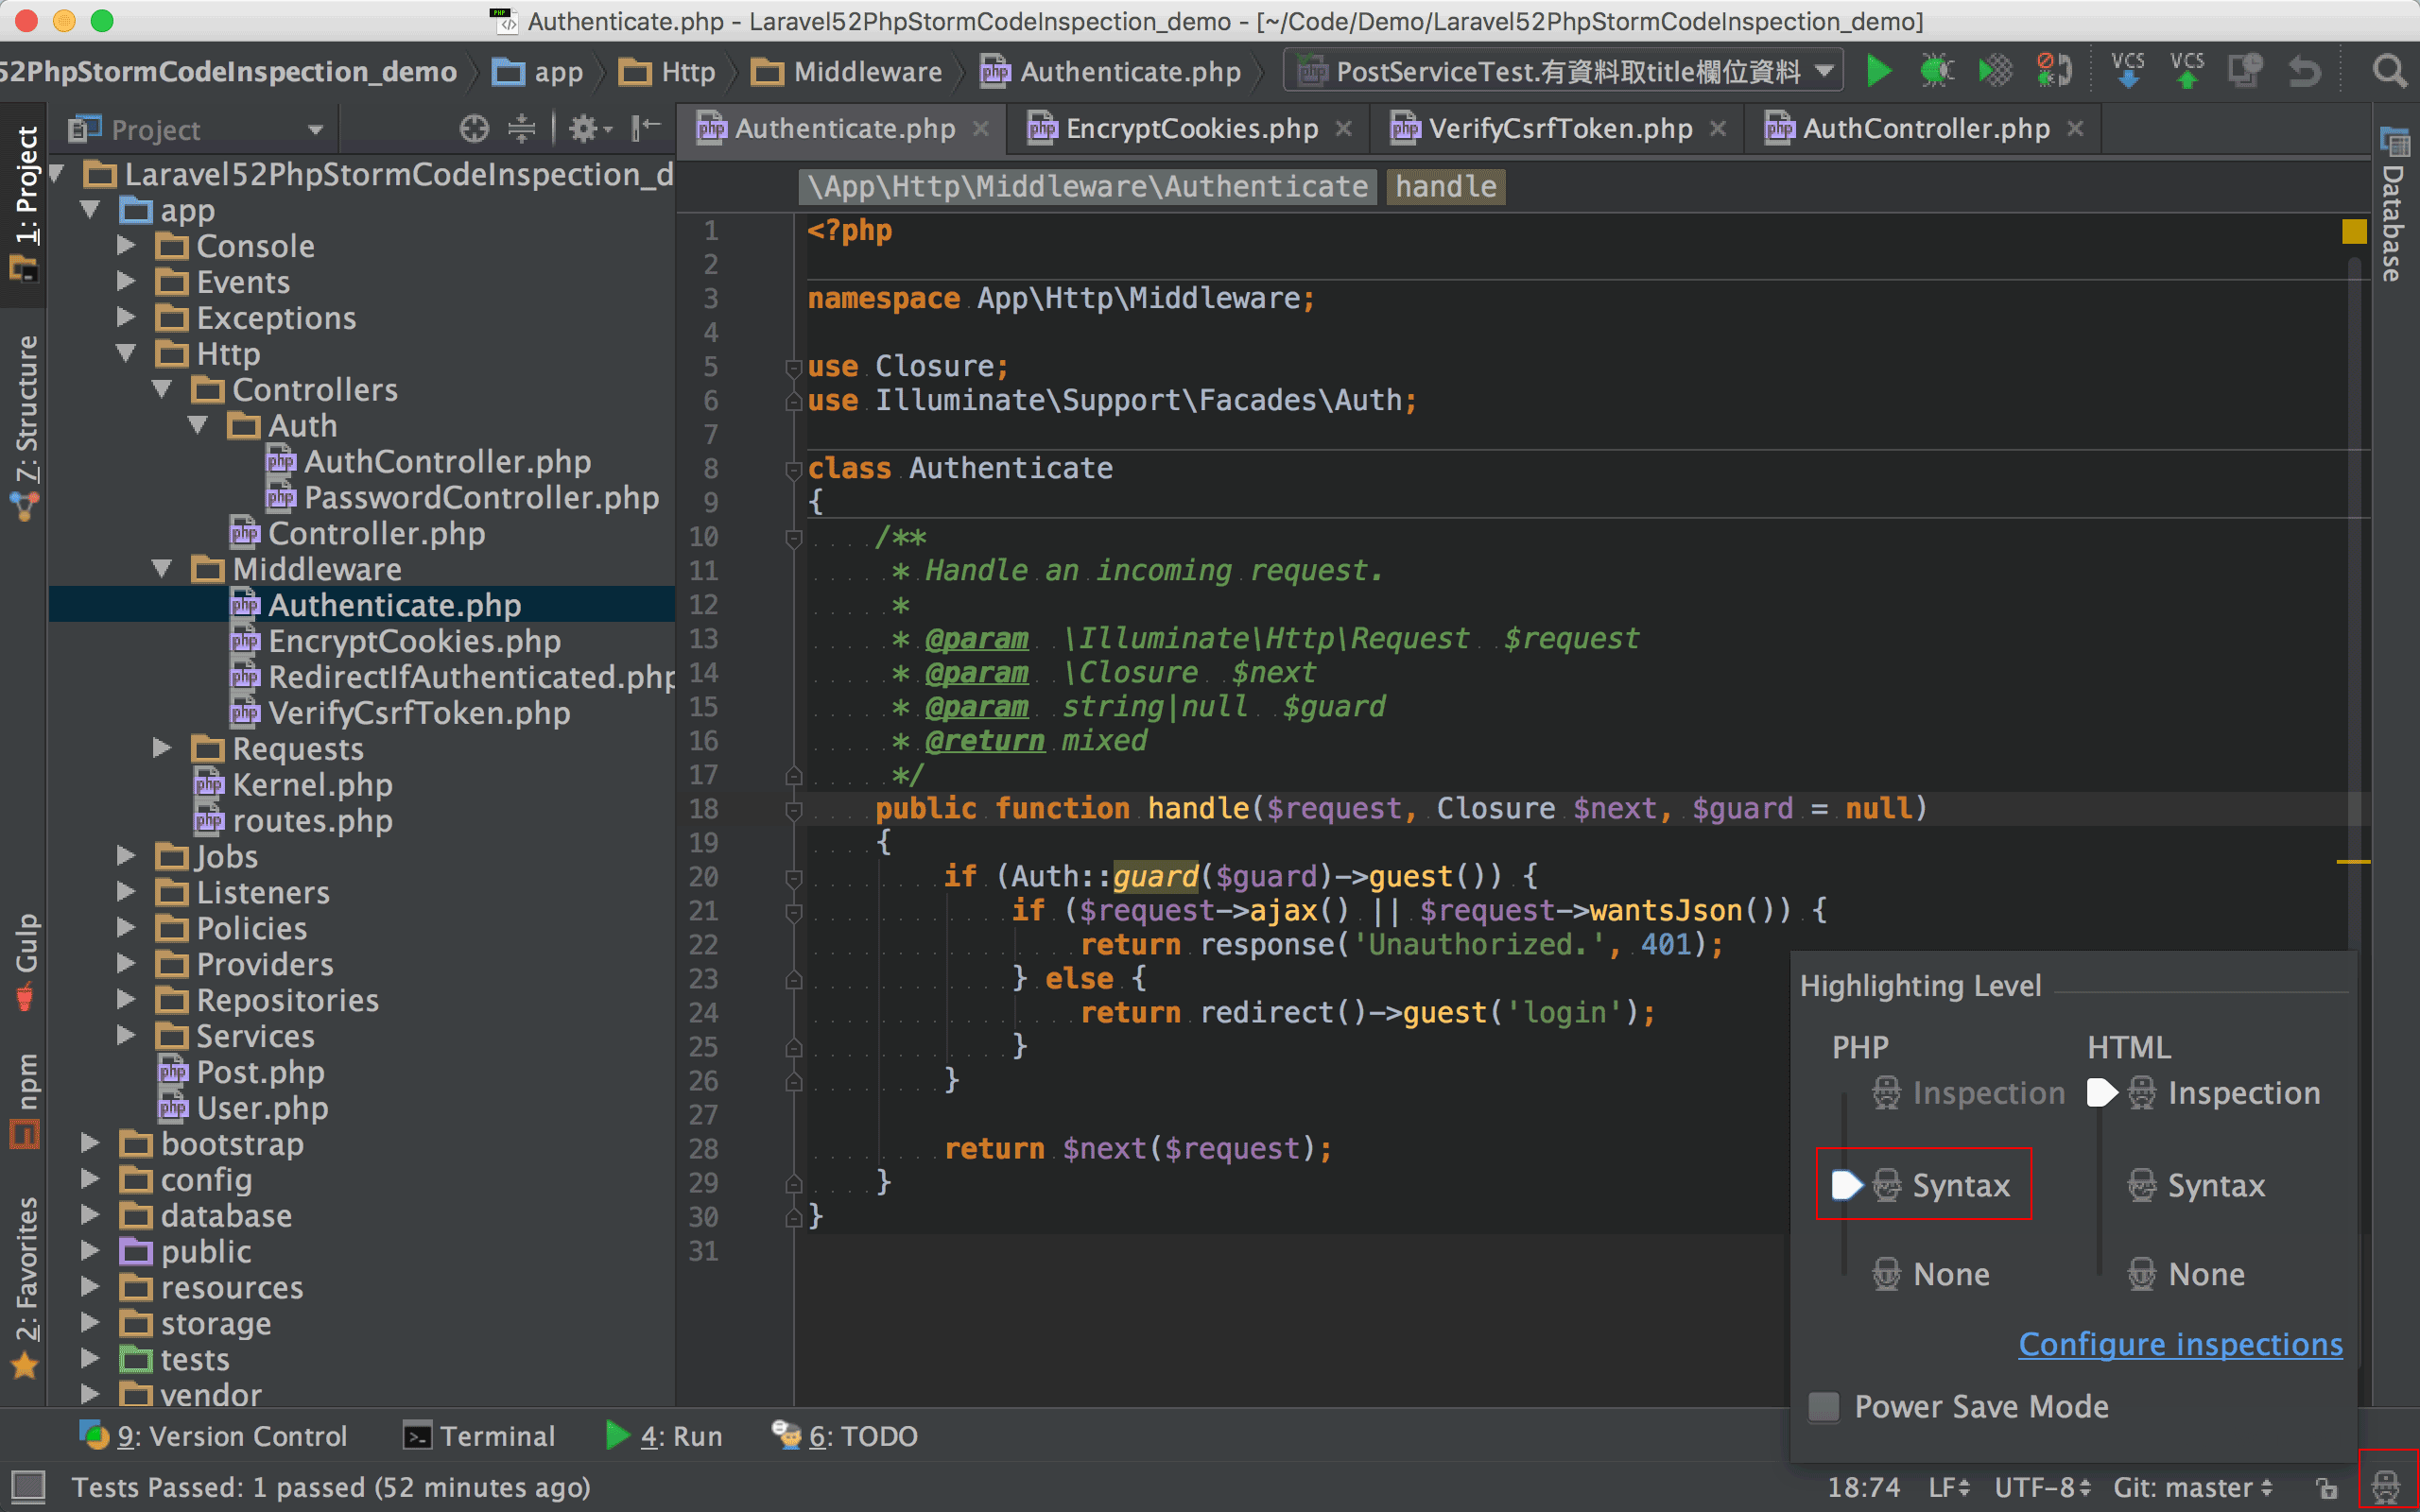 Authenticate.php - Laravel52PhpStormCodeInspection_demo - [~/Code/Demo/Laravel52PhpStormCodeInspection_demo]
52PhpStormCodeInspection_demo app Http Middleware Authenticate.php PostServiceTest.有資料取title欄位資料 VCS VCS
Project
Authenticate.php EncryptCookies.php VerifyCsrfToken.php AuthController.php
1: Project
Z: Structure
Gulp
npm
2: Favorites
Laravel52PhpStormCodeInspection_d
app
Console
Events
Exceptions
Http
Controllers
Auth
AuthController.php
PasswordController.php
Controller.php
Middleware
Authenticate.php
EncryptCookies.php
RedirectIfAuthenticated.php
VerifyCsrfToken.php
Requests
Kernel.php
routes.php
Jobs
Listeners
Policies
Providers
Repositories
Services
Post.php
User.php
bootstrap
config
database
public
resources
storage
tests
vendor
\App\Http\Middleware\Authenticate handle
1 <?php
2
3 namespace App\Http\Middleware;
4
5 use Closure;
6 use Illuminate\Support\Facades\Auth;
7
8 class Authenticate
9 {
10 /**
11 * Handle an incoming request.
12 *
13 * @param \Illuminate\Http\Request $request
14 * @param \Closure $next
15 * @param string|null $guard
16 * @return mixed
17 */
18 public function handle($request, Closure $next, $guard = null)
19 {
20 if (Auth::guard($guard)->guest()) {
21 if ($request->ajax() || $request->wantsJson()) {
22 return response('Unauthorized.', 401);
23 } else {
24 return redirect()->guest('login');
25 }
26 }
27
28 return $next($request);
29 }
30 }
31
Database
Highlighting Level
PHP HTML
Inspection Inspection
Syntax Syntax
None None
Configure inspections
Power Save Mode
9: Version Control Terminal 4: Run 6: TODO
Tests Passed: 1 passed (52 minutes ago) 18:74 LF UTF-8 Git: master